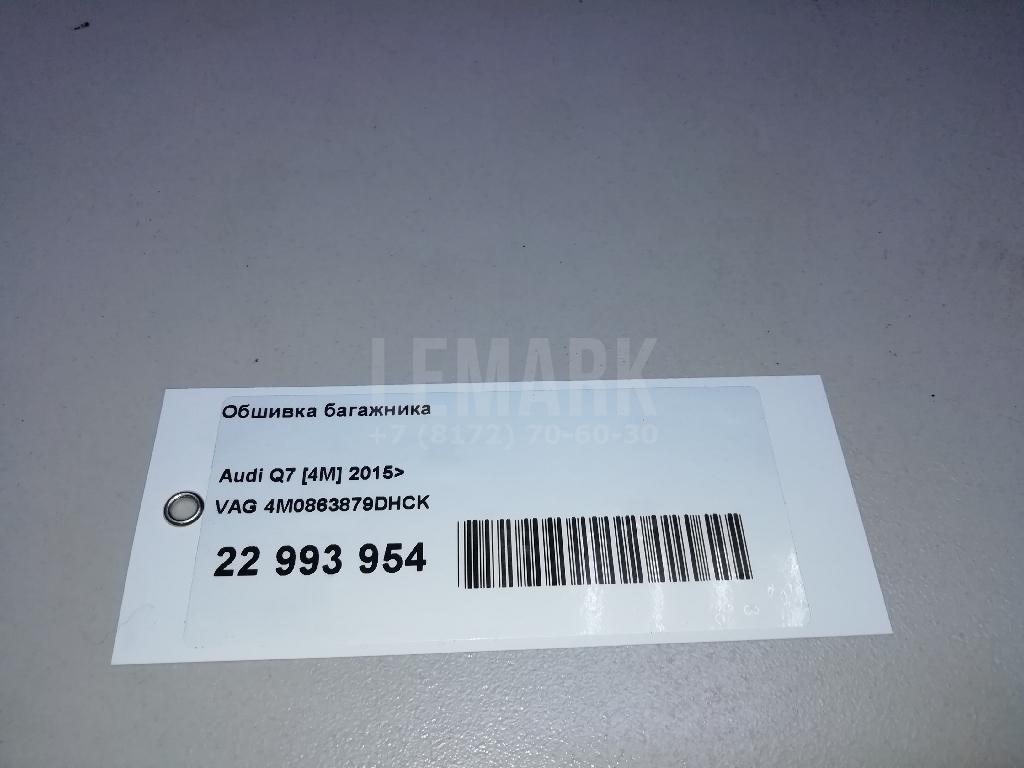 LEMARK
+7 (8172) 70-60-30
Обшивка багажника
Audi Q7 [4M] 2015>
VAG 4M0863879DHCK
22 993 954